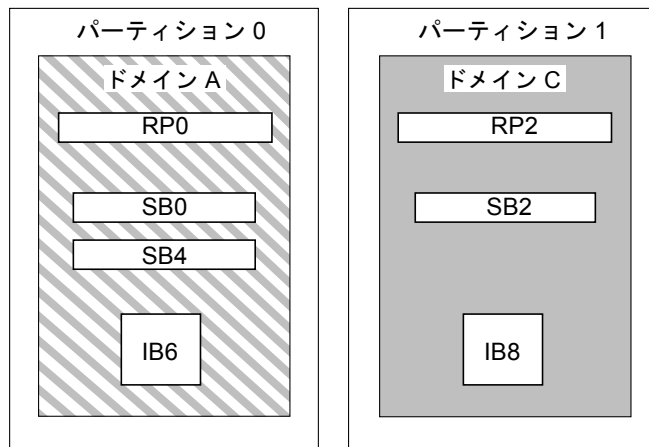 パーティション 0
ドメイン A
RP0
SB0
SB4
IB6
パーティション 1
ドメイン C
RP2
SB2
IB8